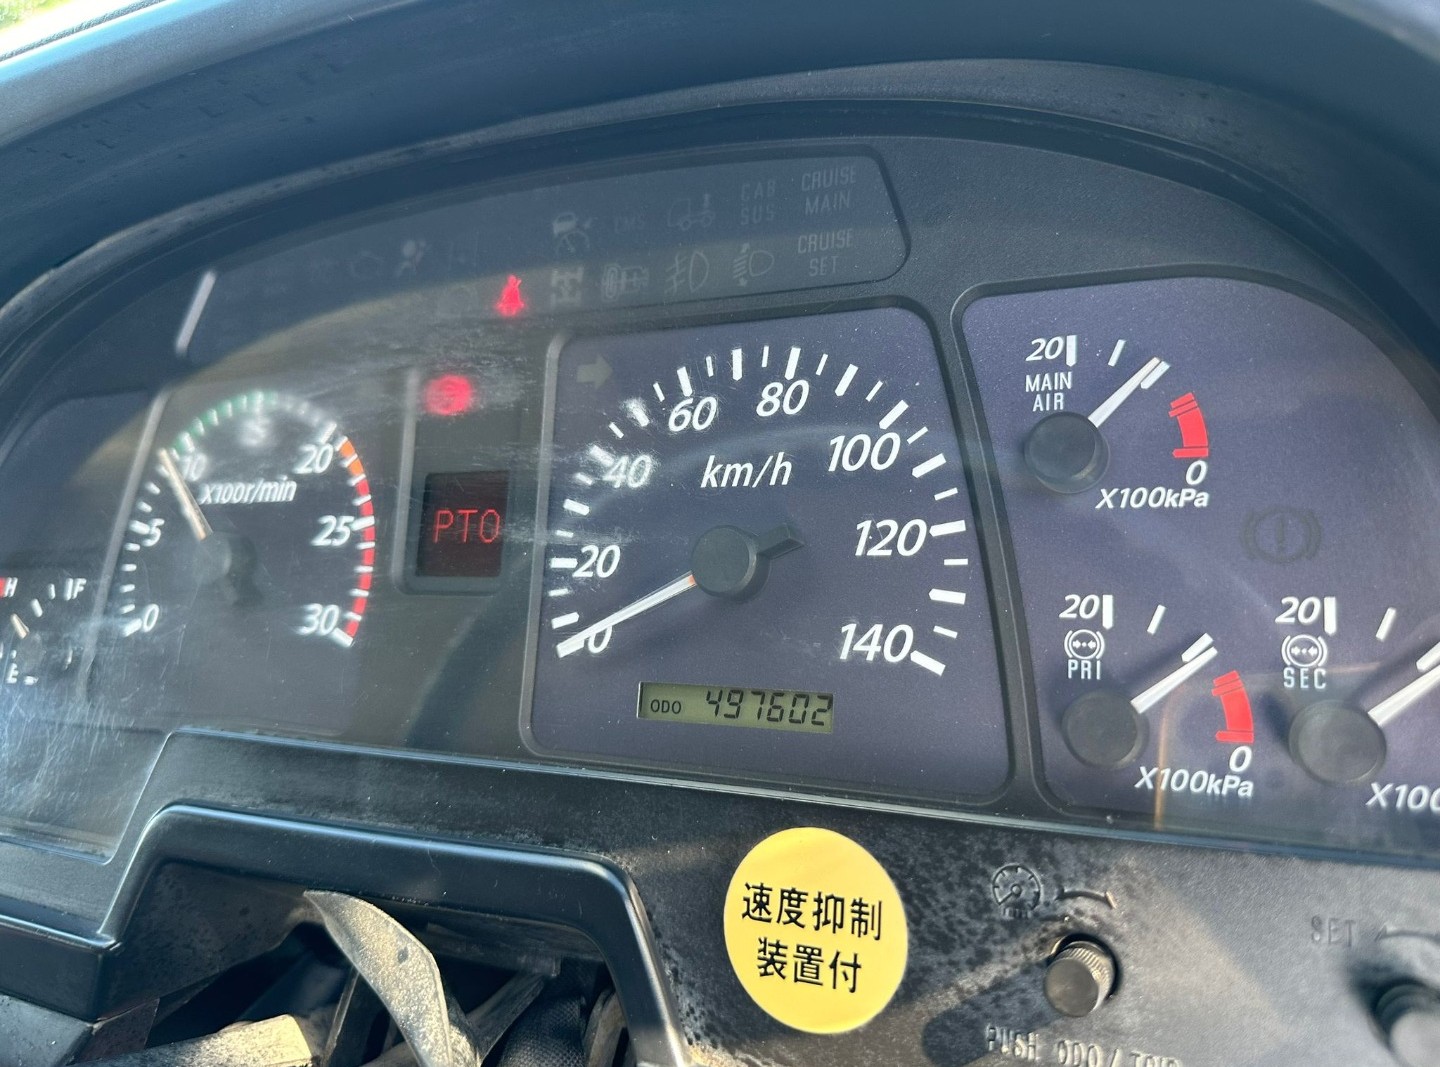 CAB
SUS
CRUISE
MAIN
CRUISE
SET
0
5
10
20
25
30
X100r/min
H
F
E
PTO
0
20
40
60
80
100
120
140
km/h
ODO 497602
20
MAIN
AIR
0
X100kPa
20
PRI
0
X100kPa
20
SEC
X100
速度抑制
装置付
SET
PUSH ODO/TRIP